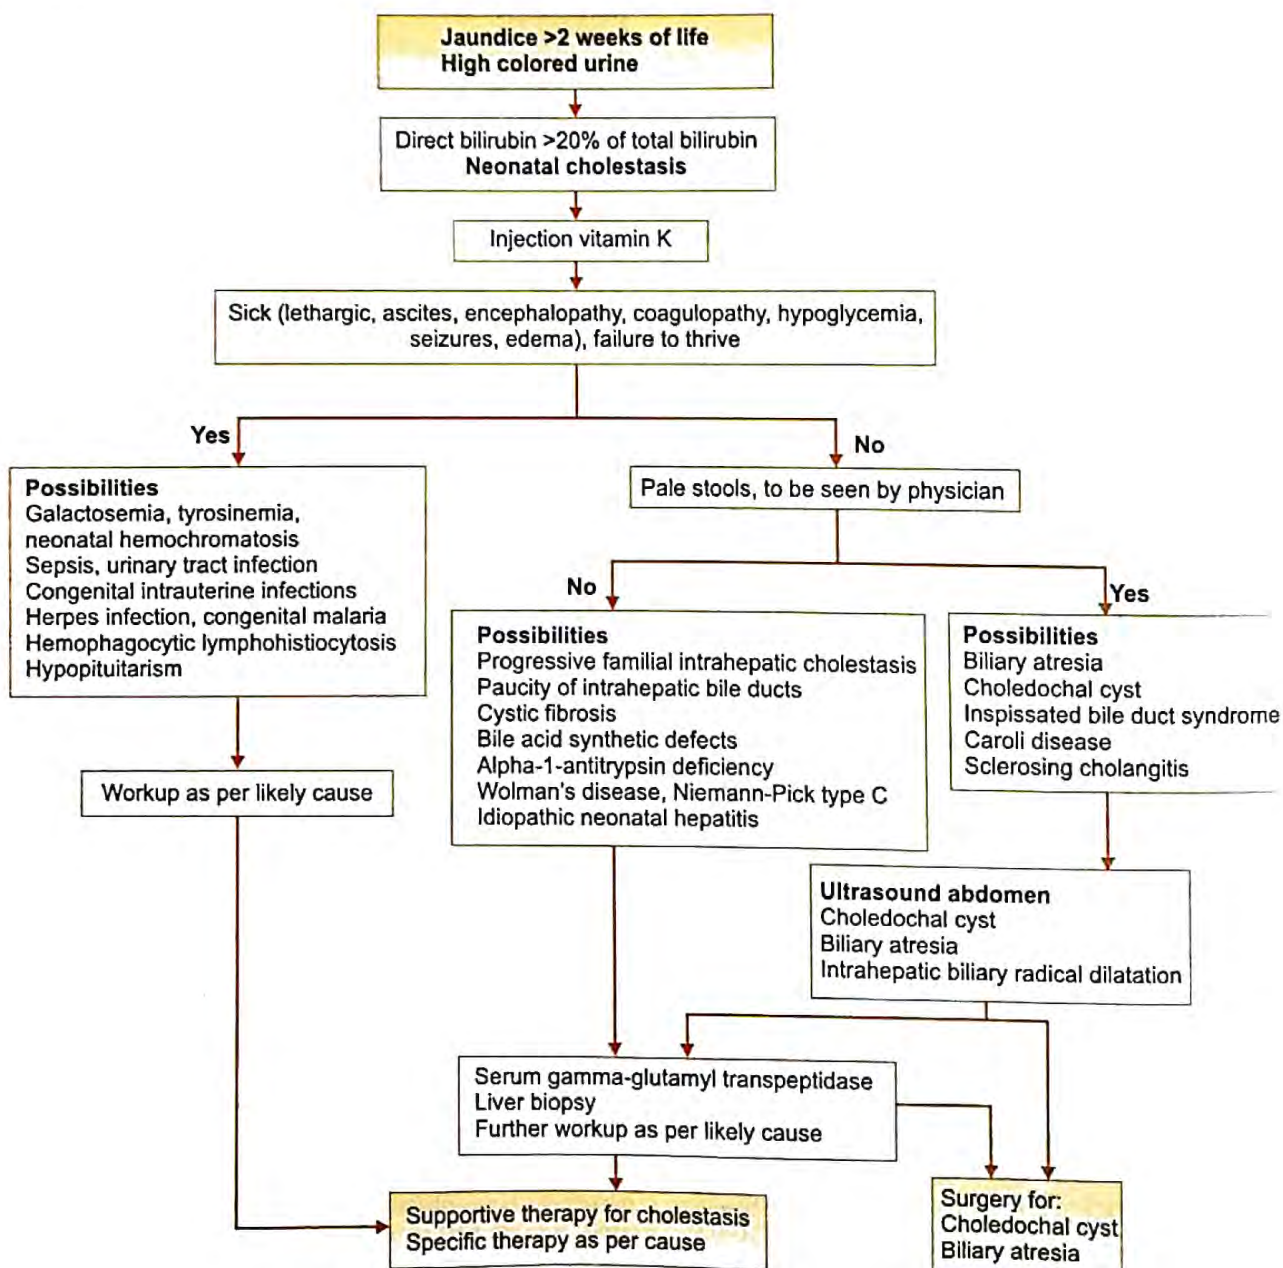 Jaundice >2 weeks of life
High colored urine
Direct bilirubin >20% of total bilirubin
Neonatal cholestasis
Injection vitamin K
Sick (lethargic, ascites, encephalopathy, coagulopathy, hypoglycemia,
seizures, edema), failure to thrive
Yes
No
Possibilities
Galactosemia, tyrosinemia,
neonatal hemochromatosis
Sepsis, urinary tract infection
Congenital intrauterine infections
Herpes infection, congenital malaria
Hemophagocytic lymphohistiocytosis
Hypopituitarism
Workup as per likely cause
Pale stools, to be seen by physician
No
Yes
Possibilities
Progressive familial intrahepatic cholestasis
Paucity of intrahepatic bile ducts
Cystic fibrosis
Bile acid synthetic defects
Alpha-1-antitrypsin deficiency
Wolman's disease, Niemann-Pick type C
Idiopathic neonatal hepatitis
Possibilities
Biliary atresia
Choledochal cyst
Inspissated bile duct syndrome
Caroli disease
Sclerosing cholangitis
Ultrasound abdomen
Choledochal cyst
Biliary atresia
Intrahepatic biliary radical dilatation
Serum gamma-glutamyl transpeptidase
Liver biopsy
Further workup as per likely cause
Supportive therapy for cholestasis
Specific therapy as per cause
Surgery for:
Choledochal cyst
Biliary atresia